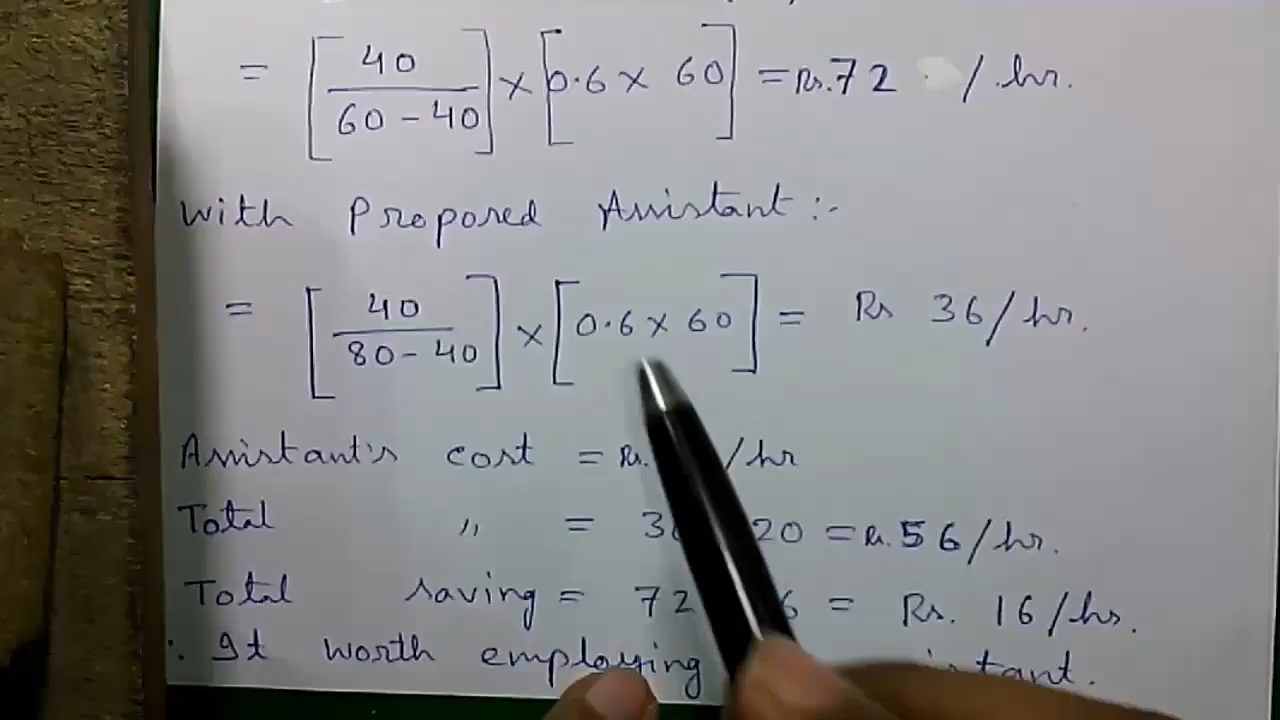 = [40 / 60 - 40] × [0.6 × 60] = Rs. 72 /hr.
With Proposed Assistant :-
= [40 / 80 - 40] × [0.6 × 60] = Rs 36/hr.
Assistant's cost = Rs. /hr
Total " = 20 = Rs. 56/hr.
Total saving = 72 = Rs. 16/hr.
It worth employing